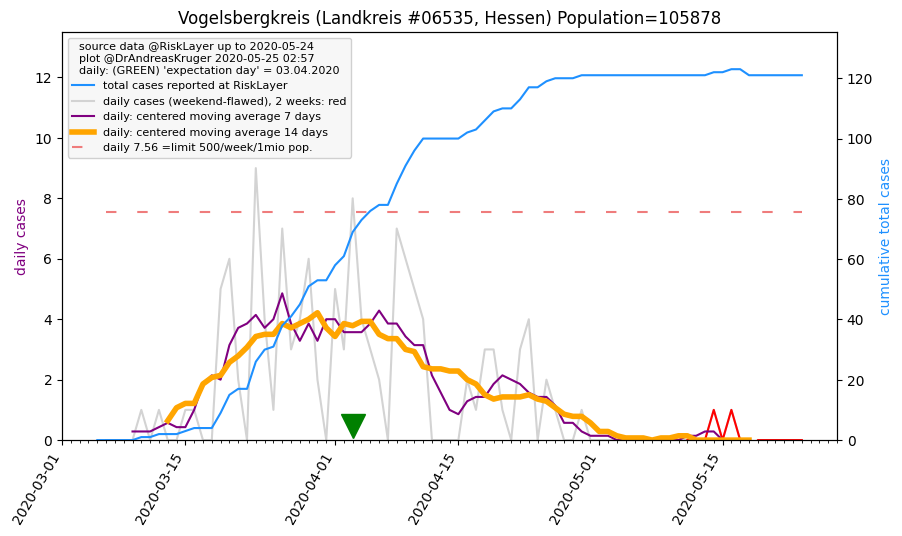 Vogelsbergkreis (Landkreis #06535, Hessen) Population=105878
source data @RiskLayer up to 2020-05-24
plot @DrAndreasKruger 2020-05-25 02:57
daily: (GREEN) 'expectation day' = 03.04.2020
total cases reported at RiskLayer
daily cases (weekend-flawed), 2 weeks: red
daily: centered moving average 7 days
daily: centered moving average 14 days
daily 7.56 =limit 500/week/1mio pop.
daily cases
12
10
8
6
4
2
0
120
100
80
60
40
20
0
cumulative total cases
2020-03-01
2020-03-15
2020-04-01
2020-04-15
2020-05-01
2020-05-15